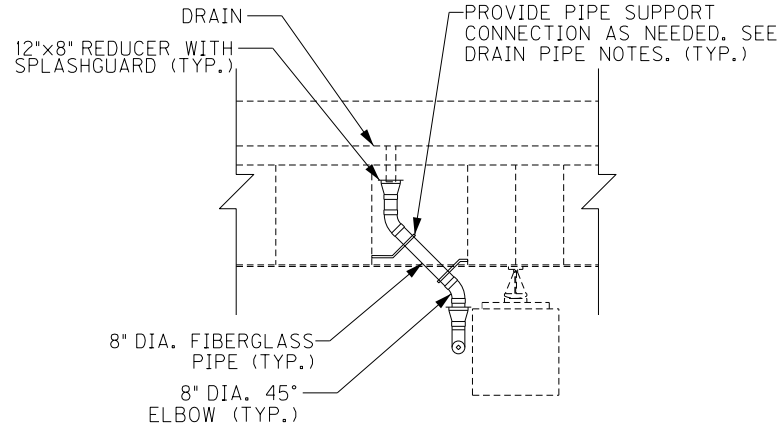 DRAIN
12"x8" REDUCER WITH
SPLASHGUARD (TYP.)
PROVIDE PIPE SUPPORT
CONNECTION AS NEEDED. SEE
DRAIN PIPE NOTES. (TYP.)
8" DIA. FIBERGLASS
PIPE (TYP.)
8" DIA. 45°
ELBOW (TYP.)